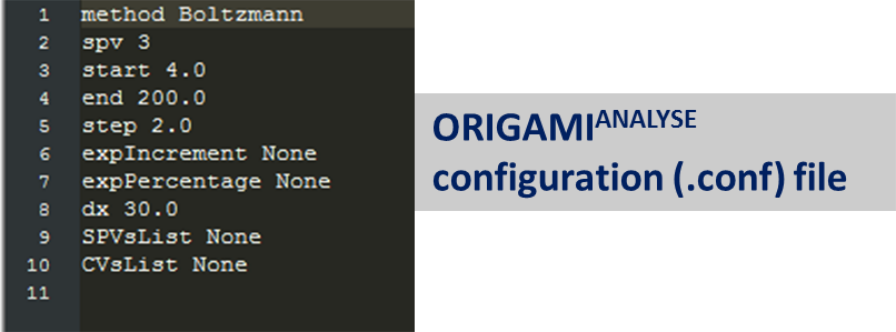 1 method Boltzmann
2 spv 3
3 start 4.0
4 end 200.0
5 step 2.0
6 expIncrement None
7 expPercentage None
8 dx 30.0
9 SPVsList None
10 CVsList None
11
ORIGAMIANALYSE
configuration (.conf) file